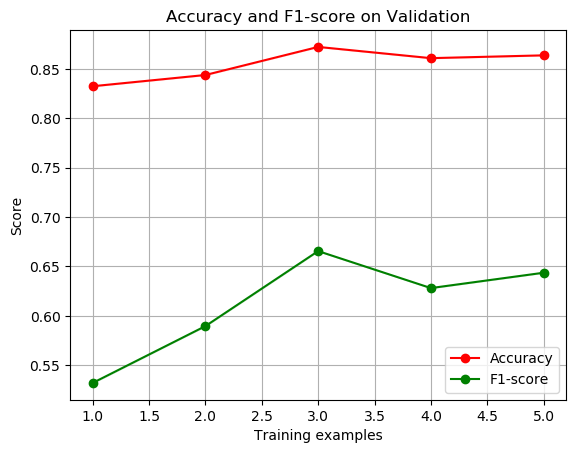 Accuracy and F1-score on Validation
Score
0.85
0.80
0.75
0.70
0.65
0.60
0.55
Accuracy
F1-score
1.0 1.5 2.0 2.5 3.0 3.5 4.0 4.5 5.0
Training examples